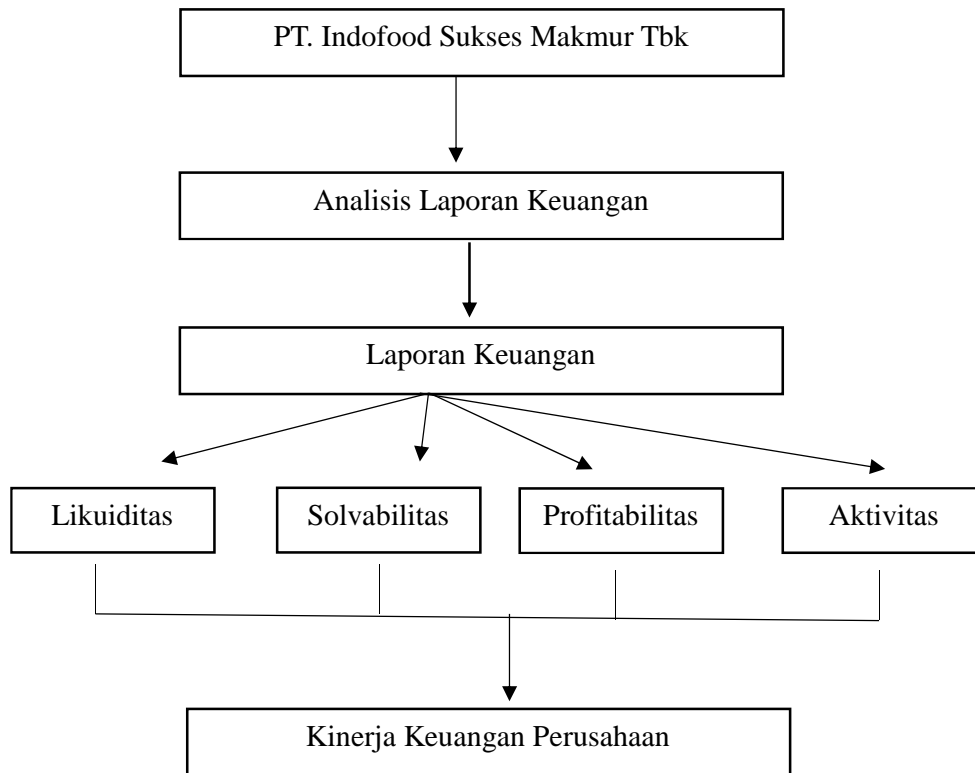 PT. Indofood Sukses Makmur Tbk
Analisis Laporan Keuangan
Laporan Keuangan
Likuiditas
Solvabilitas
Profitabilitas
Aktivitas
Kinerja Keuangan Perusahaan